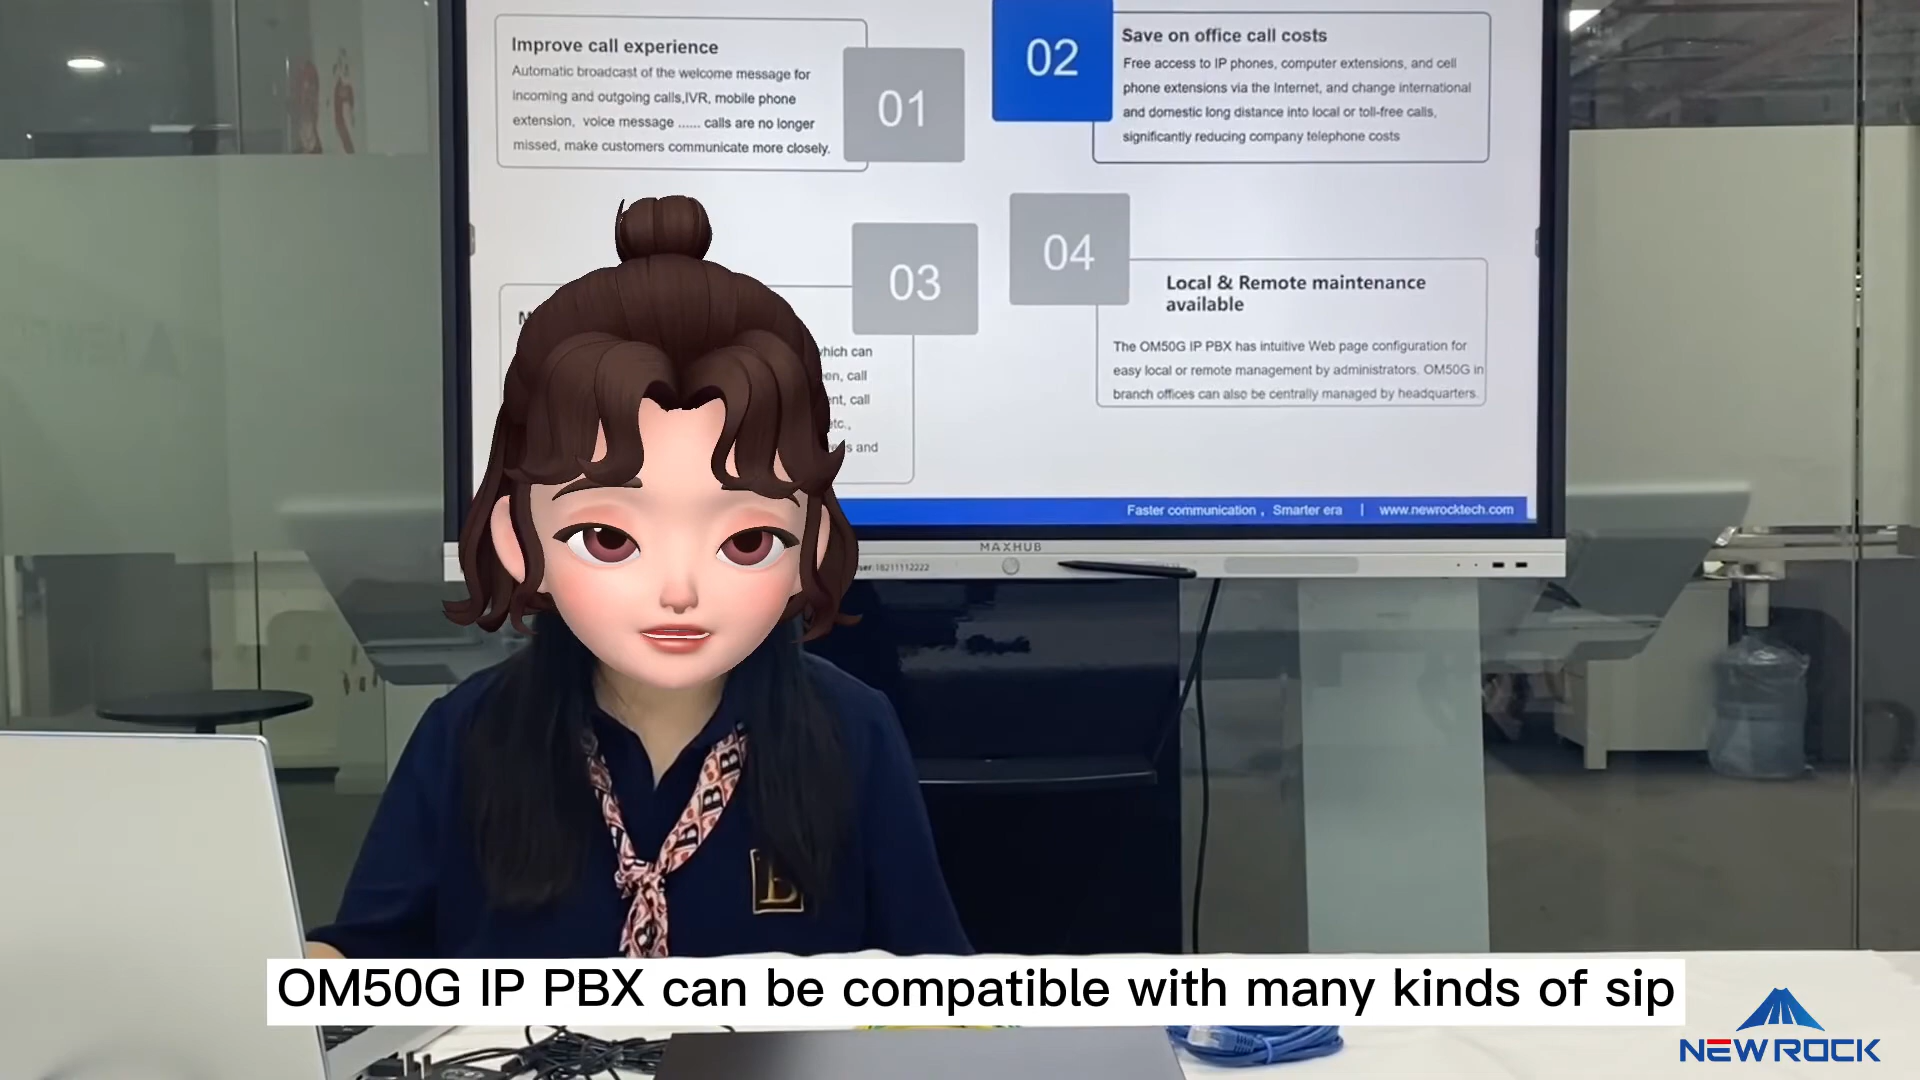 Improve call experience
Automatic broadcast of the welcome message for
incoming and outgoing calls,IVR, mobile phone
extension, voice message ...... calls are no longer
missed, make customers communicate more closely.
01
02
Save on office call costs
Free access to IP phones, computer extensions, and cell
phone extensions via the Internet, and change international
and domestic long distance into local or toll-free calls,
significantly reducing company telephone costs
03
which can
call
call
etc.,
and
04
Local & Remote maintenance
available
The OM50G IP PBX has intuitive Web page configuration for
easy local or remote management by administrators. OM50G in
branch offices can also be centrally managed by headquarters.
Faster communication , Smarter era | www.newrocktech.com
MAXHUB
B
OM50G IP PBX can be compatible with many kinds of sip
NEWROCK